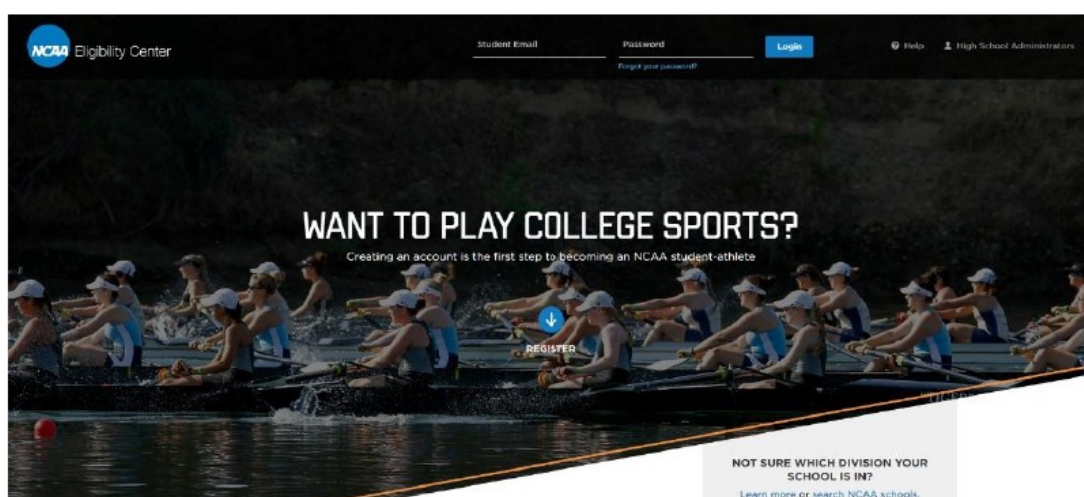 NCAA Eligibility Center
Student Email
Password
Login
Help
High School Administrators
Forgot your password?
WANT TO PLAY COLLEGE SPORTS?
Creating an account is the first step to becoming an NCAA student-athlete
REGISTER
NOT SURE WHICH DIVISION YOUR
SCHOOL IS IN?
Learn more or search NCAA schools.